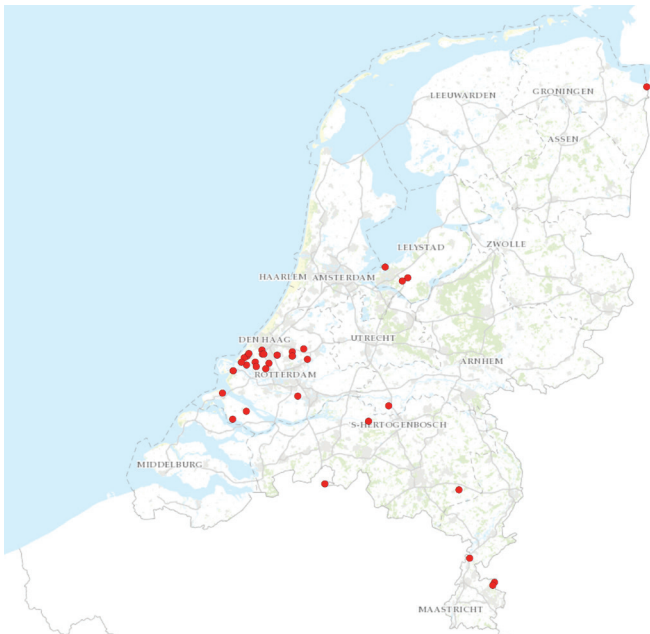 LEEUWARDEN
GRONINGEN
ASSEN
LELYSTAD
ZWOLLE
HAARLEM
AMSTERDAM
DEN HAAG
UTRECHT
ARNHEM
ROTTERDAM
S-HERTOGENBOSCH
MIDDELBURG
MAASTRICHT